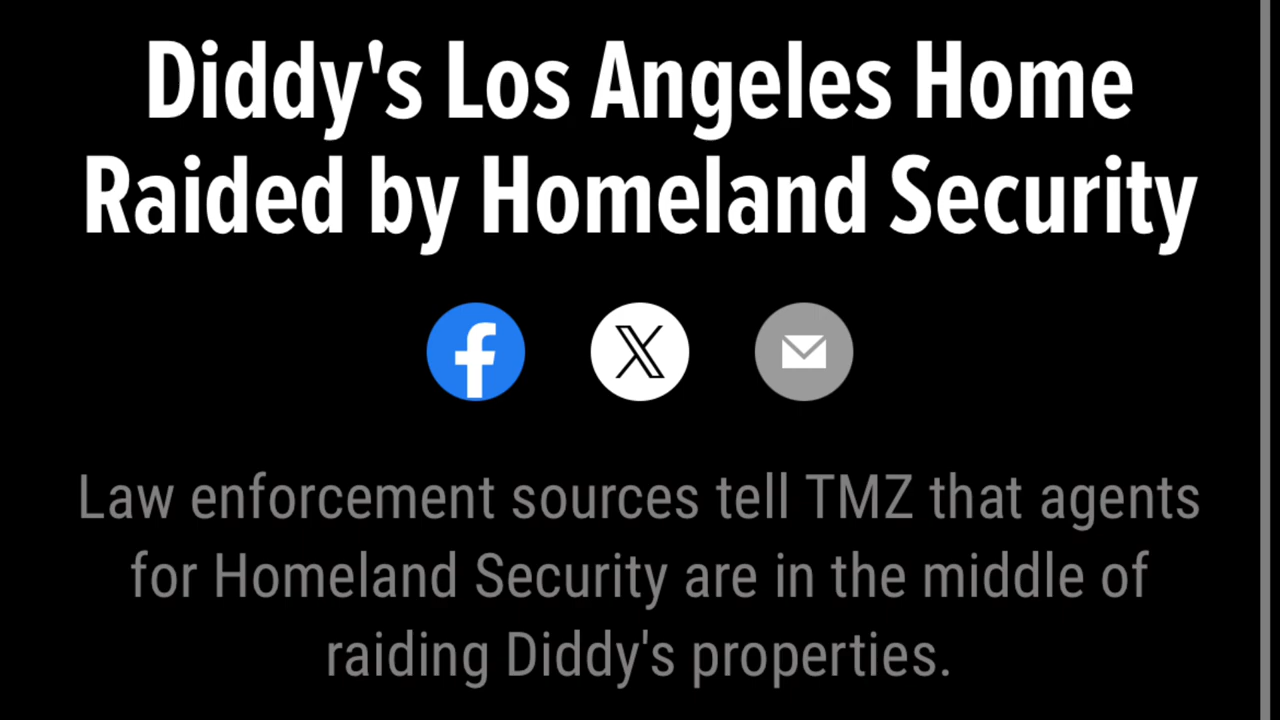 Diddy's Los Angeles Home
Raided by Homeland Security
Law enforcement sources tell TMZ that agents
for Homeland Security are in the middle of
raiding Diddy's properties.